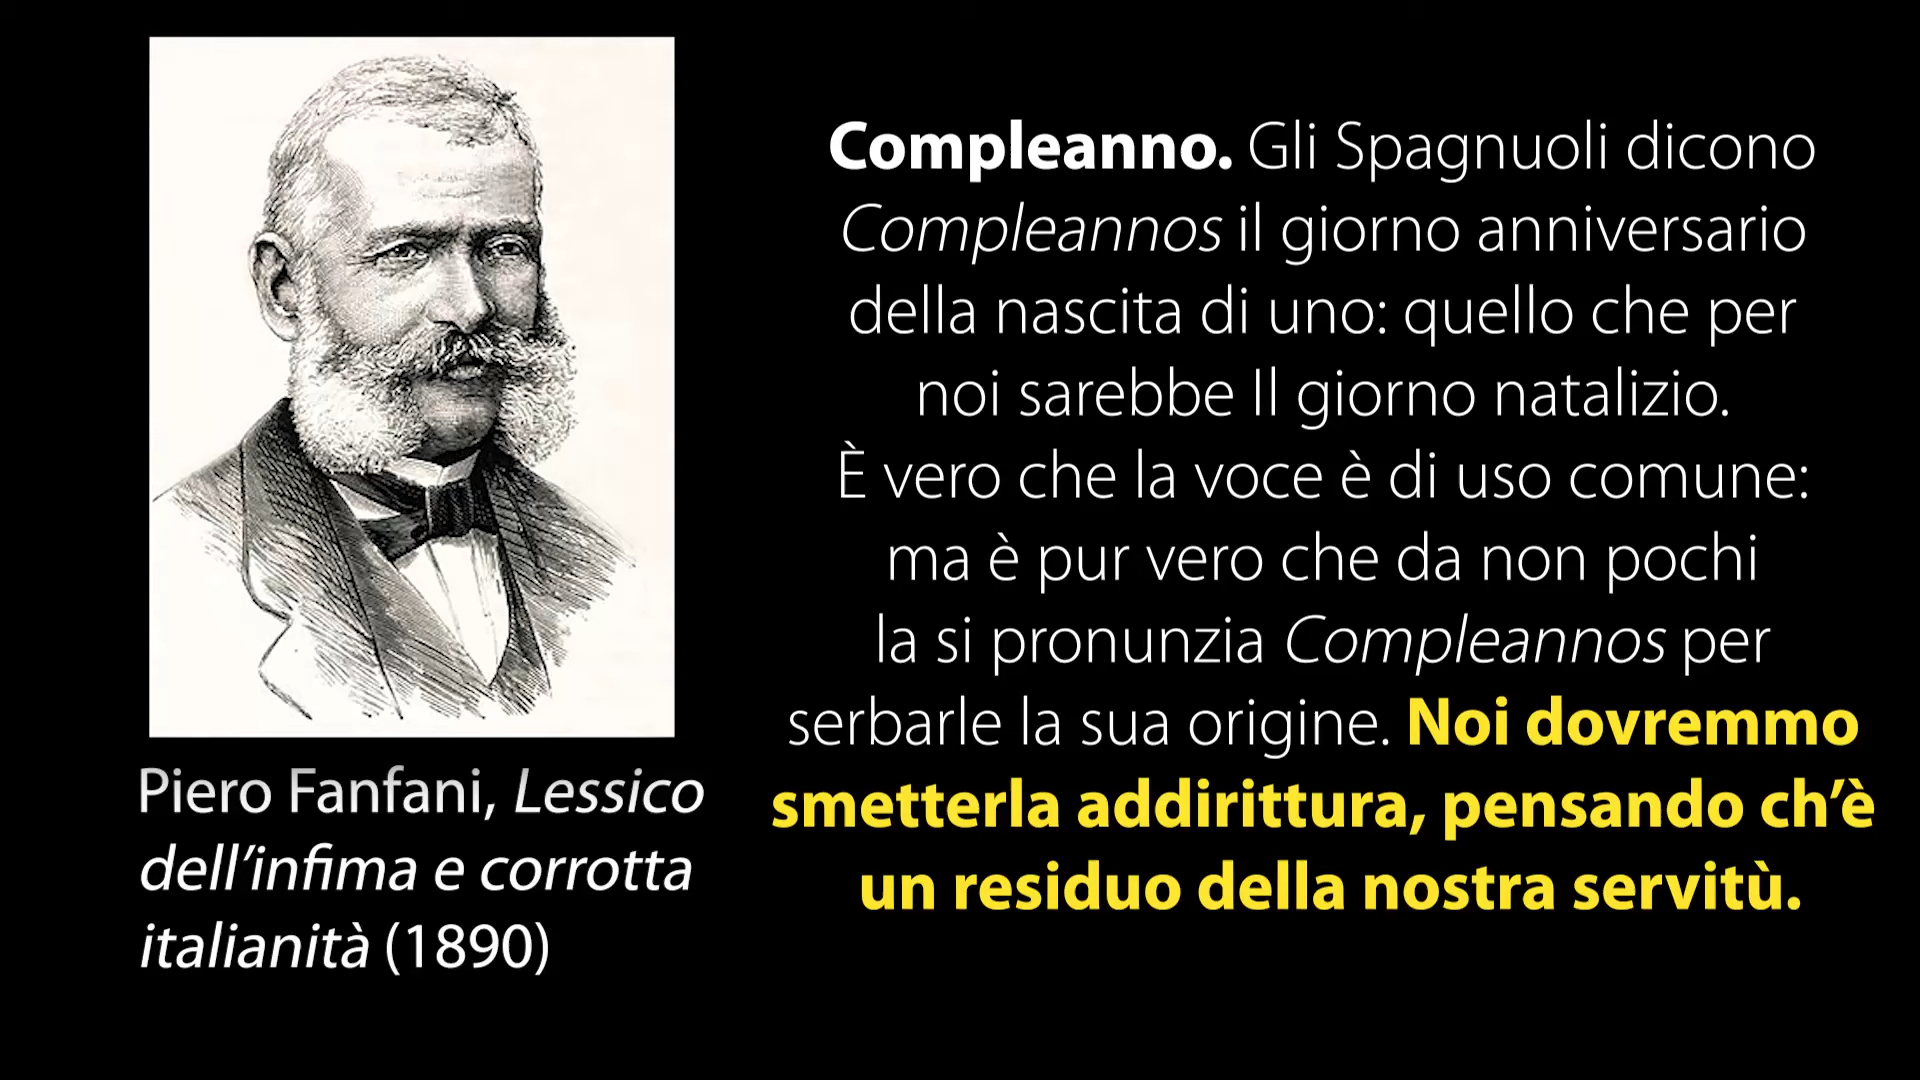 Compleanno. Gli Spagnuoli dicono
Compleannos il giorno anniversario
della nascita di uno: quello che per
noi sarebbe Il giorno natalizio.
È vero che la voce è di uso comune:
ma è pur vero che da non pochi
la si pronunzia Compleannos per
serbarle la sua origine. Noi dovremmo
smetterla addirittura, pensando ch’è
un residuo della nostra servitù.
Piero Fanfani, Lessico
dell’infima e corrotta
italianità (1890)